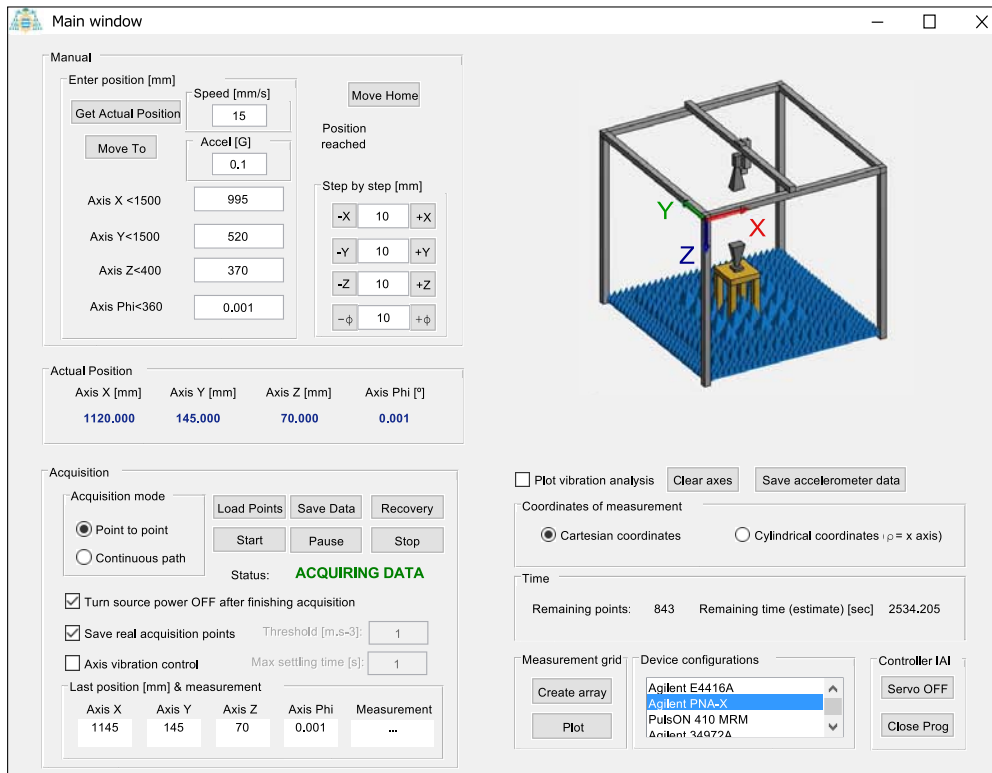 Main window
Manual
Enter position [mm]
Get Actual Position
Speed [mm/s]
15
Move To
Accel [G]
0.1
Axis X <1500
995
Axis Y<1500
520
Axis Z<400
370
Axis Phi<360
0.001
Move Home
Position
reached
Step by step [mm]
-X 10 +X
-Y 10 +Y
-Z 10 +Z
-ϕ 10 +ϕ
Y
X
Z
Actual Position
Axis X [mm] Axis Y [mm] Axis Z [mm] Axis Phi [º]
1120.000 145.000 70.000 0.001
Acquisition
Acquisition mode
Point to point
Continuous path
Load Points Save Data Recovery
Start Pause Stop
Status: ACQUIRING DATA
Turn source power OFF after finishing acquisition
Save real acquisition points Threshold [m.s-3]: 1
Axis vibration control Max settling time [s]: 1
Last position [mm] & measurement
Axis X Axis Y Axis Z Axis Phi Measurement
1145 145 70 0.001 ...
Plot vibration analysis Clear axes Save accelerometer data
Coordinates of measurement
Cartesian coordinates Cylindrical coordinates (ρ = x axis)
Time
Remaining points: 843 Remaining time (estimate) [sec] 2534.205
Measurement grid
Create array
Plot
Device configurations
Agilent E4416A
Agilent PNA-X
PulsON 410 MRM
Agilent 34972A
Controller IAI
Servo OFF
Close Prog